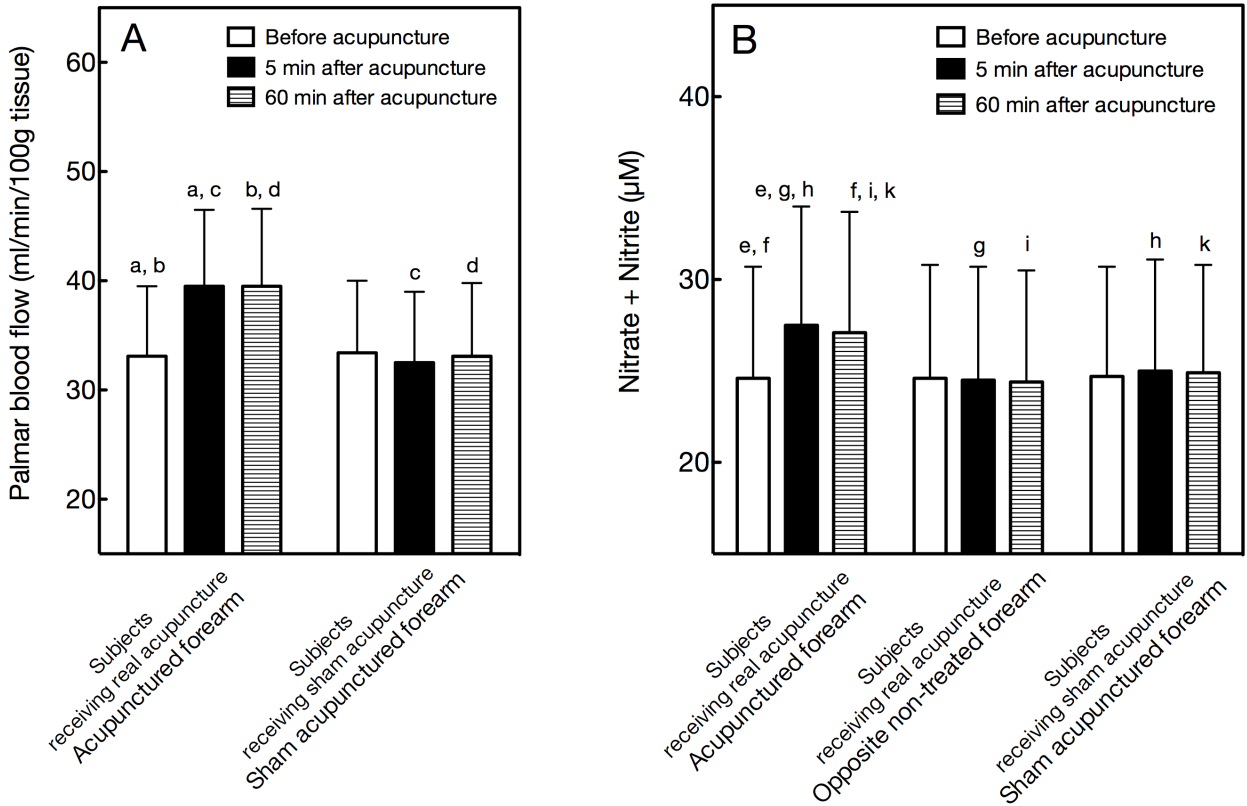 A
Before acupuncture
5 min after acupuncture
60 min after acupuncture
Palmar blood flow (ml/min/100g tissue)
60
50
40
30
20
a, b
a, c
b, d
c
d
Subjects
receiving real acupuncture
Acupunctured forearm
Subjects
receiving sham acupuncture
Sham acupunctured forearm
B
Before acupuncture
5 min after acupuncture
60 min after acupuncture
Nitrate + Nitrite (µM)
40
30
20
e, f
e, g, h
f, i, k
g
i
h
k
Subjects
receiving real acupuncture
Acupunctured forearm
Subjects
receiving real acupuncture
Opposite non-treated forearm
Subjects
receiving sham acupuncture
Sham acupunctured forearm